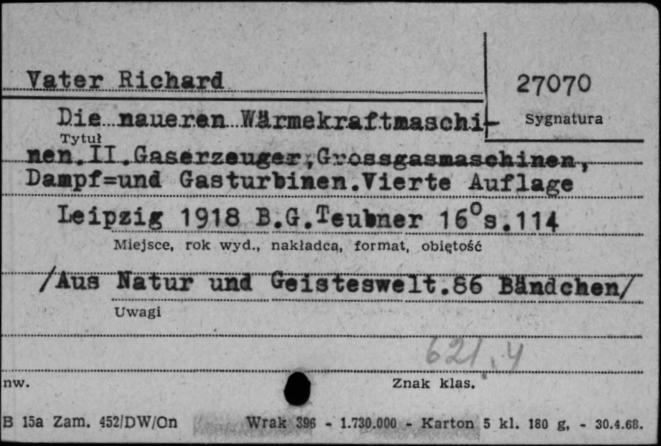 Vater Richard
27070
Sygnatura
Die naueren Wärmekraftmaschi-
Tytuł
nen.II.Gaserzeuger,Grossgasmaschinen,
Dampf=und Gasturbinen.Vierte Auflage
Leipzig 1918 B.G.Teubner 16°s.114
Miejsce, rok wyd., nakładca, format, objętość
/Aus Natur und Geisteswelt.86 Bändchen/
Uwagi
621.4
nw.
Znak klas.
B 15a Zam. 452/DW/On
Wrak 396 - 1.730.000 - Karton 5 kl. 180 g, - 30.4.68.